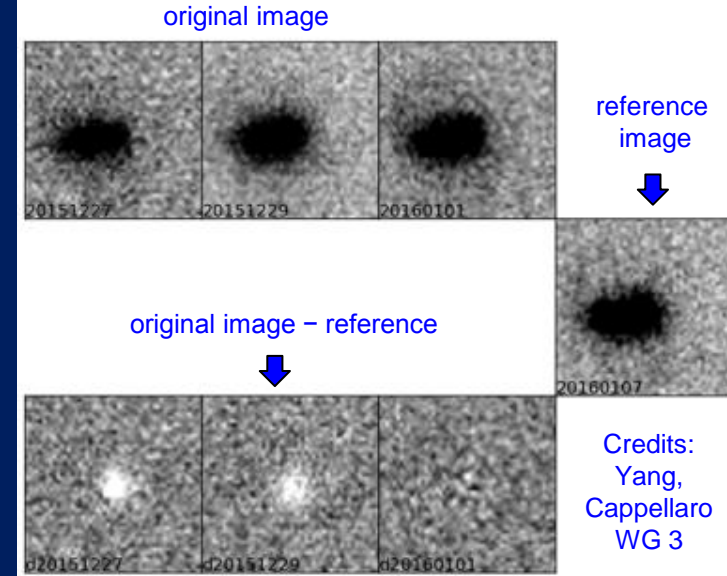 original image
20151227
20151229
20160101
reference
image
20160107
original image − reference
d20151227
d20151229
d20160101
Credits:
Yang,
Cappellaro
WG 3